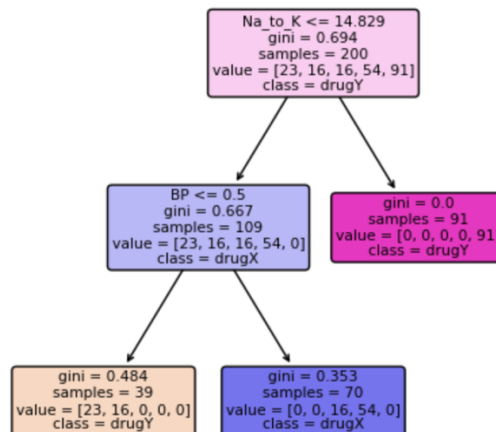 Na_to_K <= 14.829
gini = 0.694
samples = 200
value = [23, 16, 16, 54, 91]
class = drugY
BP <= 0.5
gini = 0.667
samples = 109
value = [23, 16, 16, 54, 0]
class = drugX
gini = 0.0
samples = 91
value = [0, 0, 0, 0, 91
class = drugY
gini = 0.484
samples = 39
value = [23, 16, 0, 0, 0]
class = drugY
gini = 0.353
samples = 70
value = [0, 0, 16, 54, 0]
class = drugX